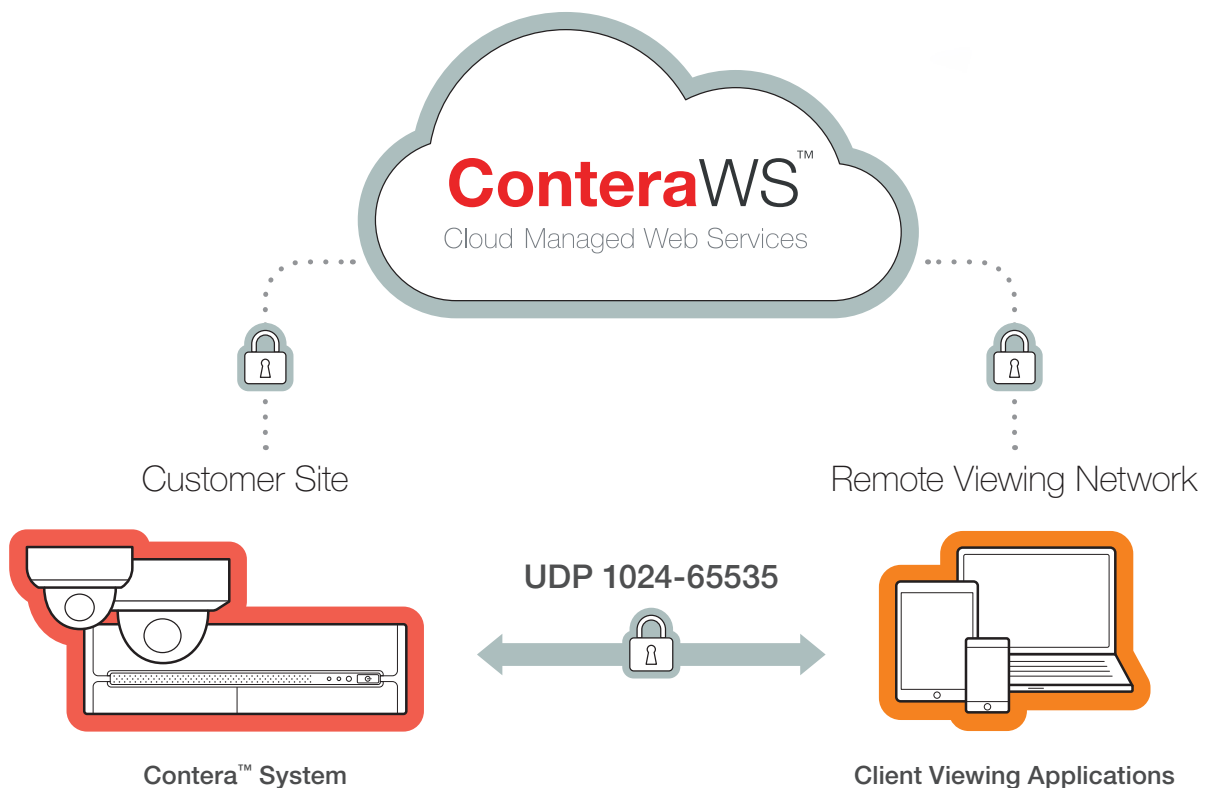 ConteraWS™
Cloud Managed Web Services
Customer Site
Remote Viewing Network
UDP 1024-65535
Contera™ System
Client Viewing Applications